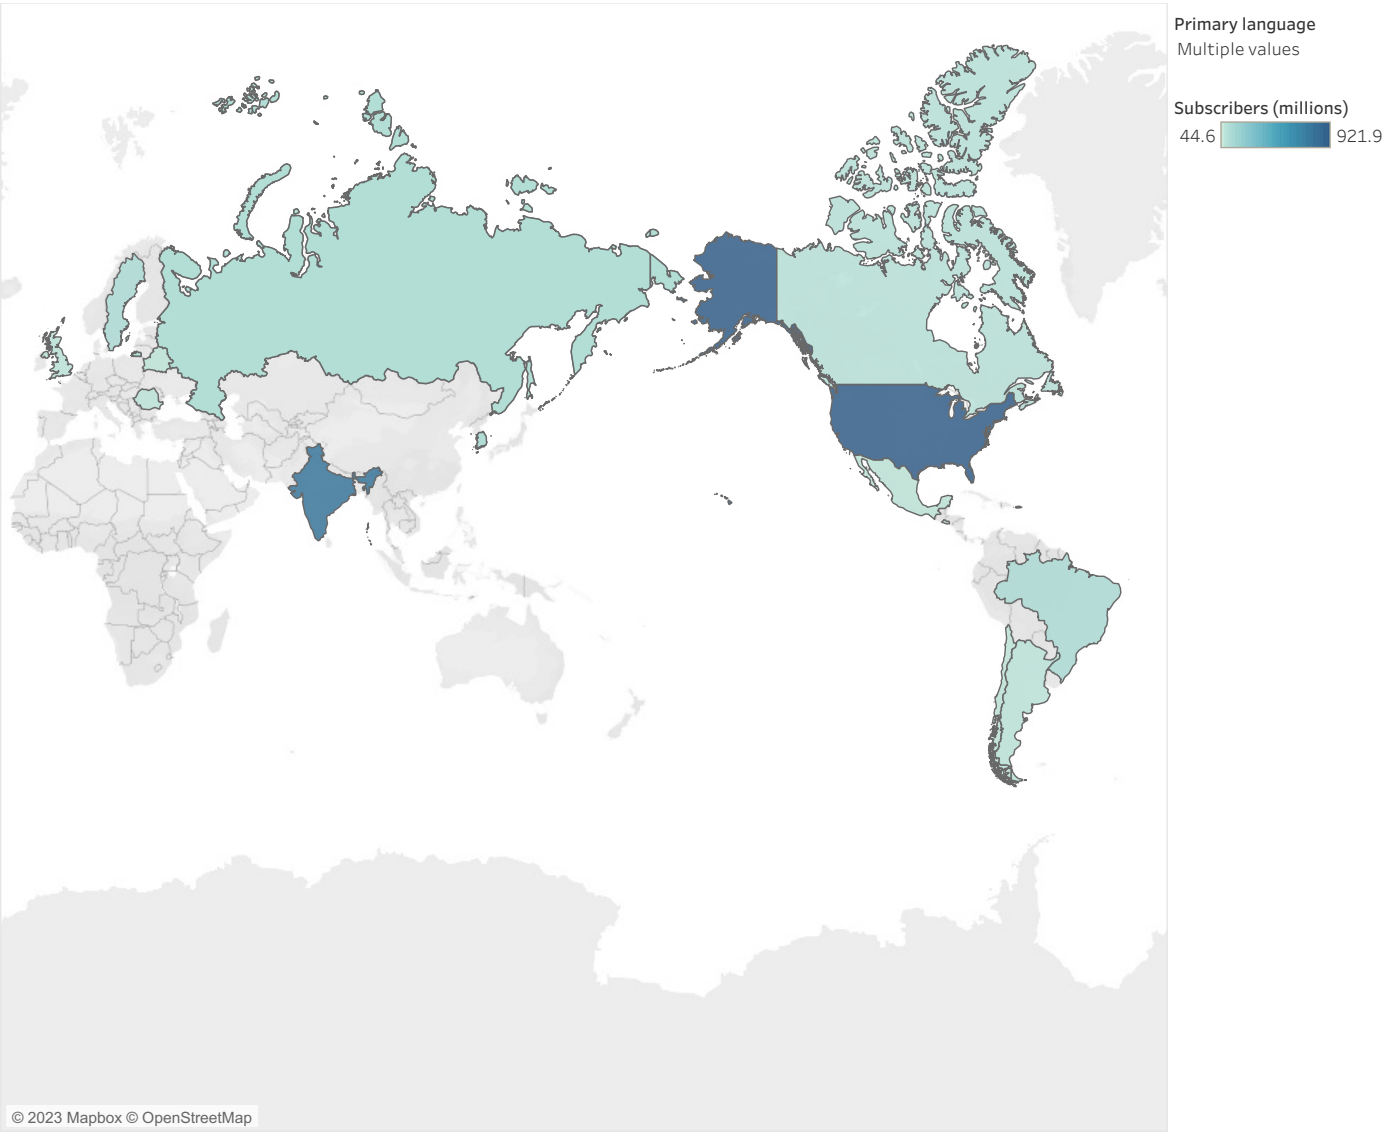 Primary language
Multiple values
Subscribers (millions)
44.6 921.9
© 2023 Mapbox © OpenStreetMap